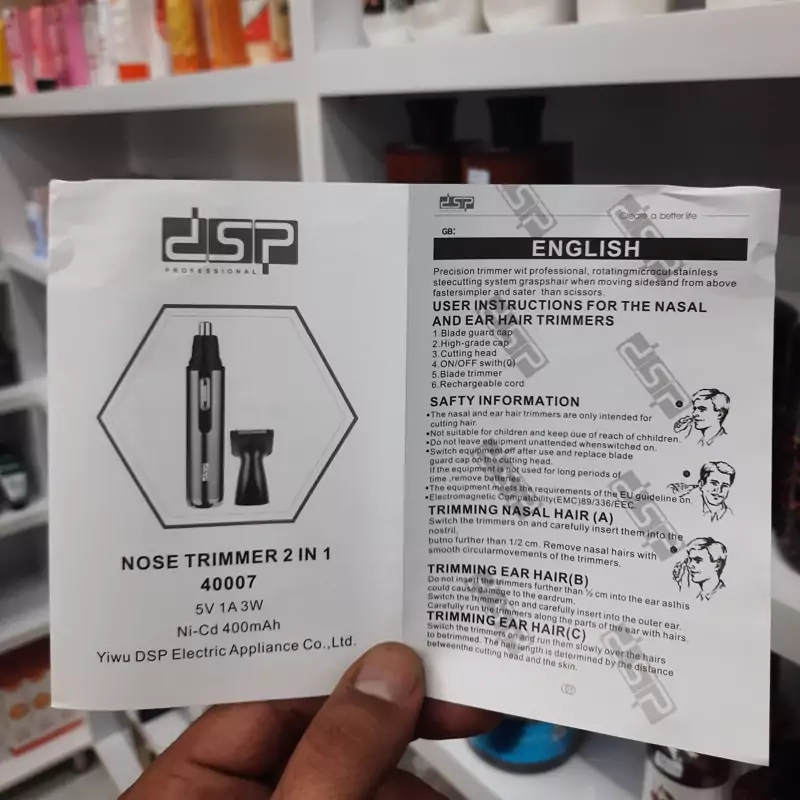 dsp
PROFESSIONAL
NOSE TRIMMER 2 IN 1
40007
5V 1A 3W
Ni-Cd 400mAh
Yiwu DSP Electric Appliance Co.,Ltd.
dsp
Create a better life
GB:
ENGLISH
Precision trimmer wit professional, rotatingmicrocut stainless
steecutting system graspshair when moving sidesand from above
fastersimpler and sater than scissors.
USER INSTRUCTIONS FOR THE NASAL
AND EAR HAIR TRIMMERS
1.Blade guard cap
2.High-grade cap
3.Cutting head
4.ON/OFF swith(0)
5.Blade trimmer
6.Rechargeable cord
SAFTY INFORMATION
•The nasal and ear hair trimmers are only intended for
cutting hair.
•Not suitable for children and keep oue of reach of chhildren.
•Do not leave equipment unattended whenswitched on.
•Switch equipment off after use and replace blade
guard cap on the cutting head.
If the equipment is not used for long periods of
time ,remove batteries.
•The equipment meets the requirements of the EU guideline on
•Electromagnetic Compatibility(EMC)89/336/EEC
TRIMMING NASAL HAIR (A)
Switch the trimmers on and carefully insert them into the
nostril,
butno further than 1/2 cm. Remove nasal hairs with
smooth circularmovements of the trimmers.
TRIMMING EAR HAIR(B)
Do not insert the trimmers further than ½ cm into the ear asthis
could cause damage to the eardrum.
Switch the trimmers on and carefully insert into the outer ear.
Carefully run the trimmers along the parts of the ear with hairs.
TRIMMING EAR HAIR(C)
Switch the trimmers on and run them slowly over the hairs
to betrimmed. The hair length is determined by the distance
betweenthe cutting head and the skin.